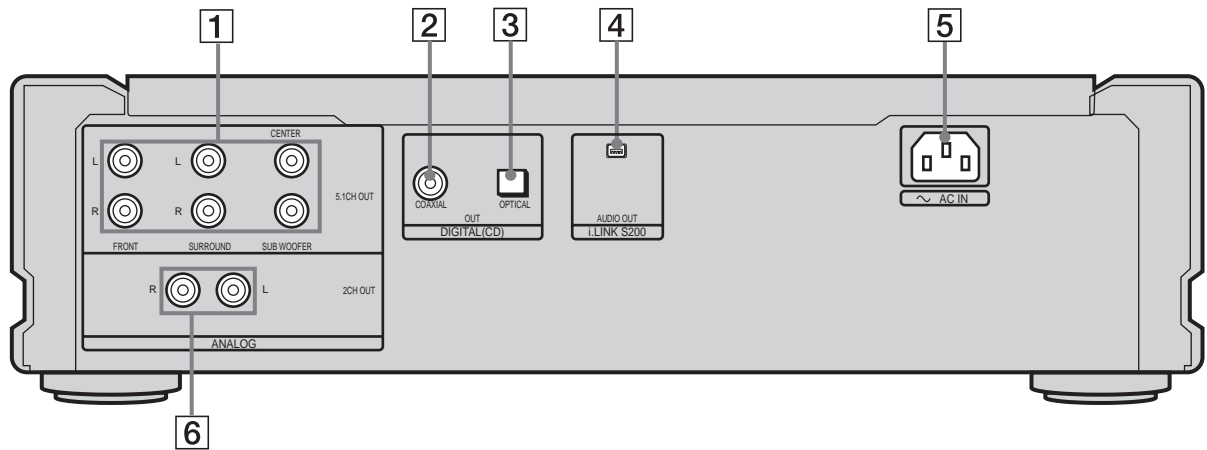 1
2
3
4
5
CENTER
L
L
R
R
5.1CH OUT
FRONT
SURROUND
SUB WOOFER
R
L
2CH OUT
ANALOG
COAXIAL
OPTICAL
OUT
DIGITAL(CD)
AUDIO OUT
i.LINK S200
～ AC IN
6